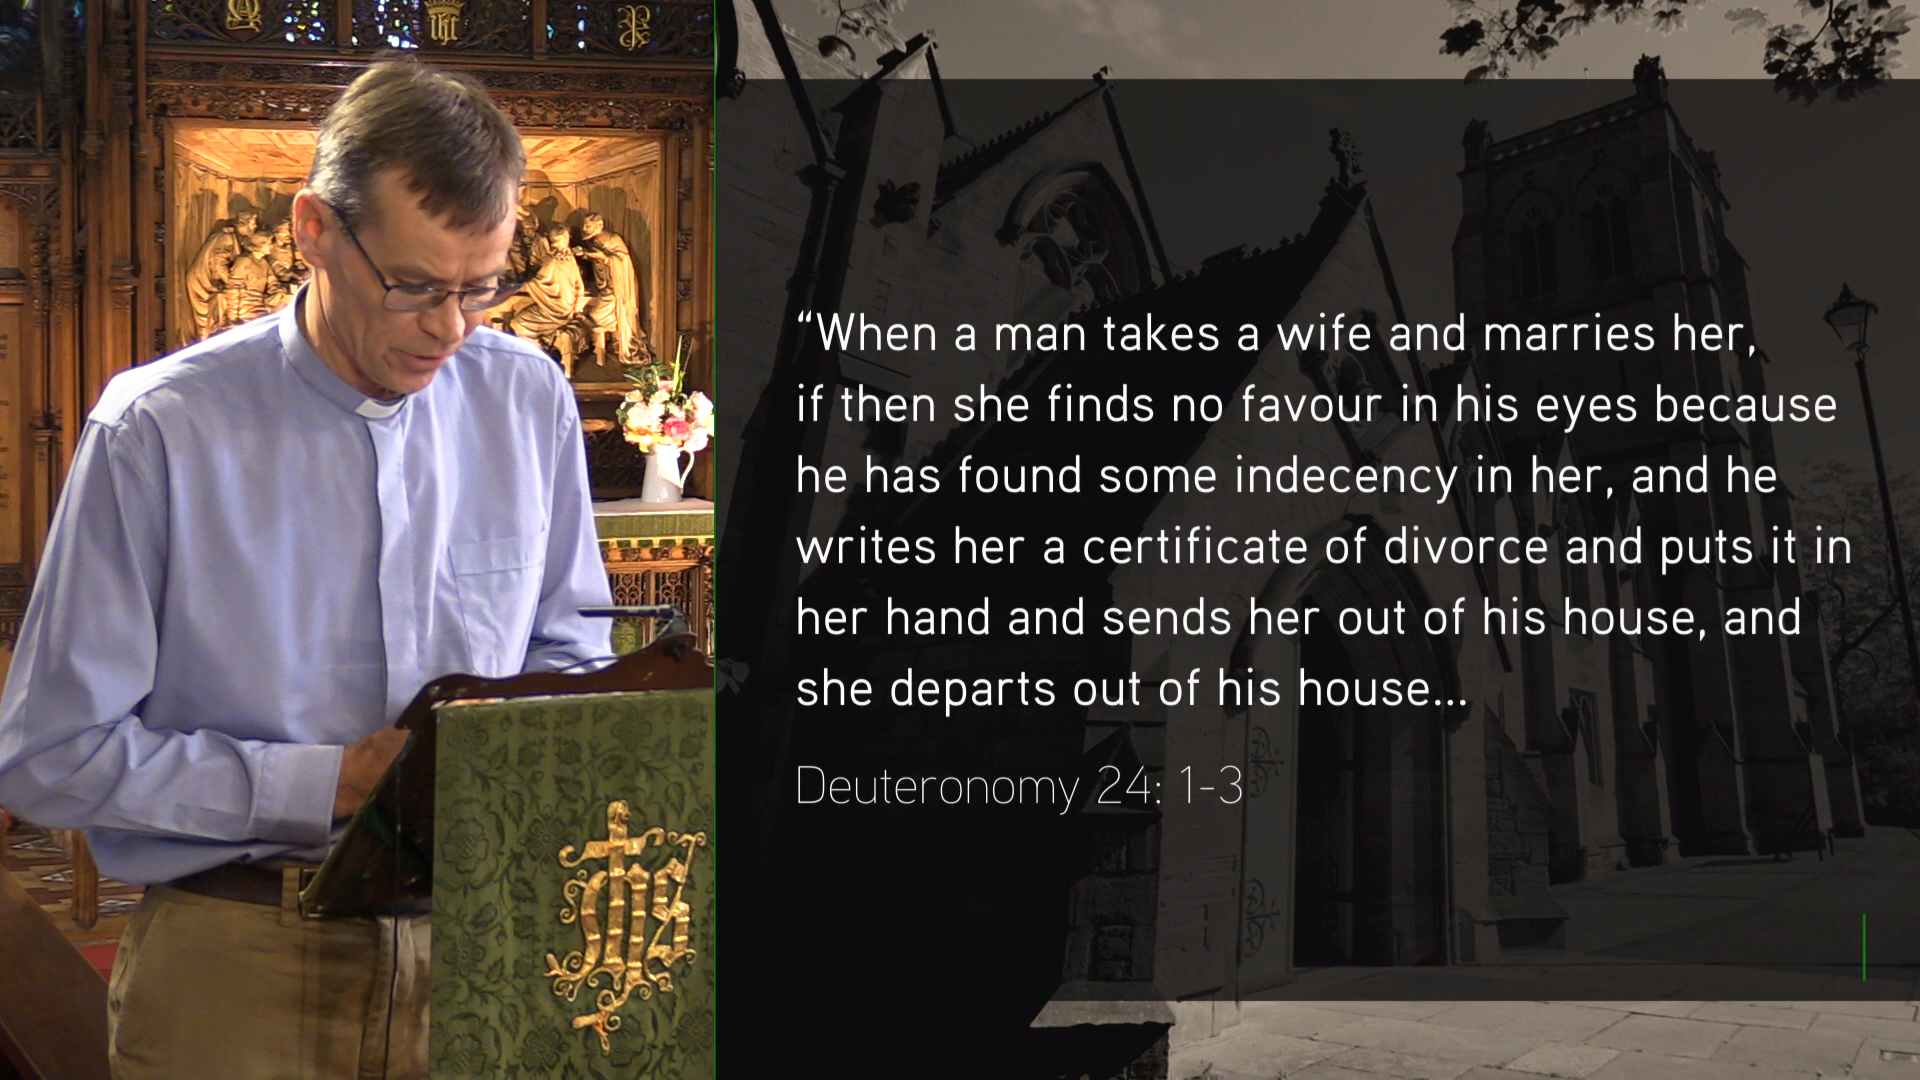 “When a man takes a wife and marries her,
if then she finds no favour in his eyes because
he has found some indecency in her, and he
writes her a certificate of divorce and puts it in
her hand and sends her out of his house, and
she departs out of his house...
Deuteronomy 24: 1-3